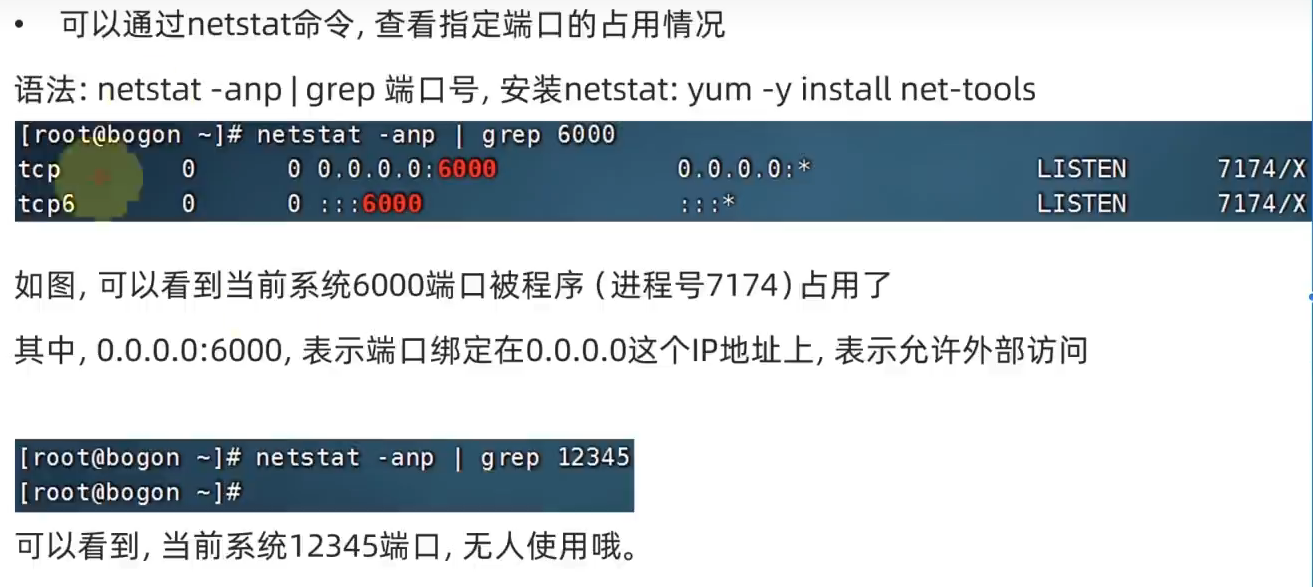 • 可以通过netstat命令, 查看指定端口的占用情况
语法: netstat -anp | grep 端口号, 安装netstat: yum -y install net-tools
[root@bogon ~]# netstat -anp | grep 6000
tcp 0 0 0.0.0.0:6000 0.0.0.0:* LISTEN 7174/X
tcp6 0 0 :::6000 :::* LISTEN 7174/X
如图, 可以看到当前系统6000端口被程序 ( 进程号7174 ) 占用了
其中, 0.0.0.0:6000, 表示端口绑定在0.0.0.0这个IP地址上, 表示允许外部访问
[root@bogon ~]# netstat -anp | grep 12345
[root@bogon ~]#
可以看到, 当前系统12345端口, 无人使用哦。